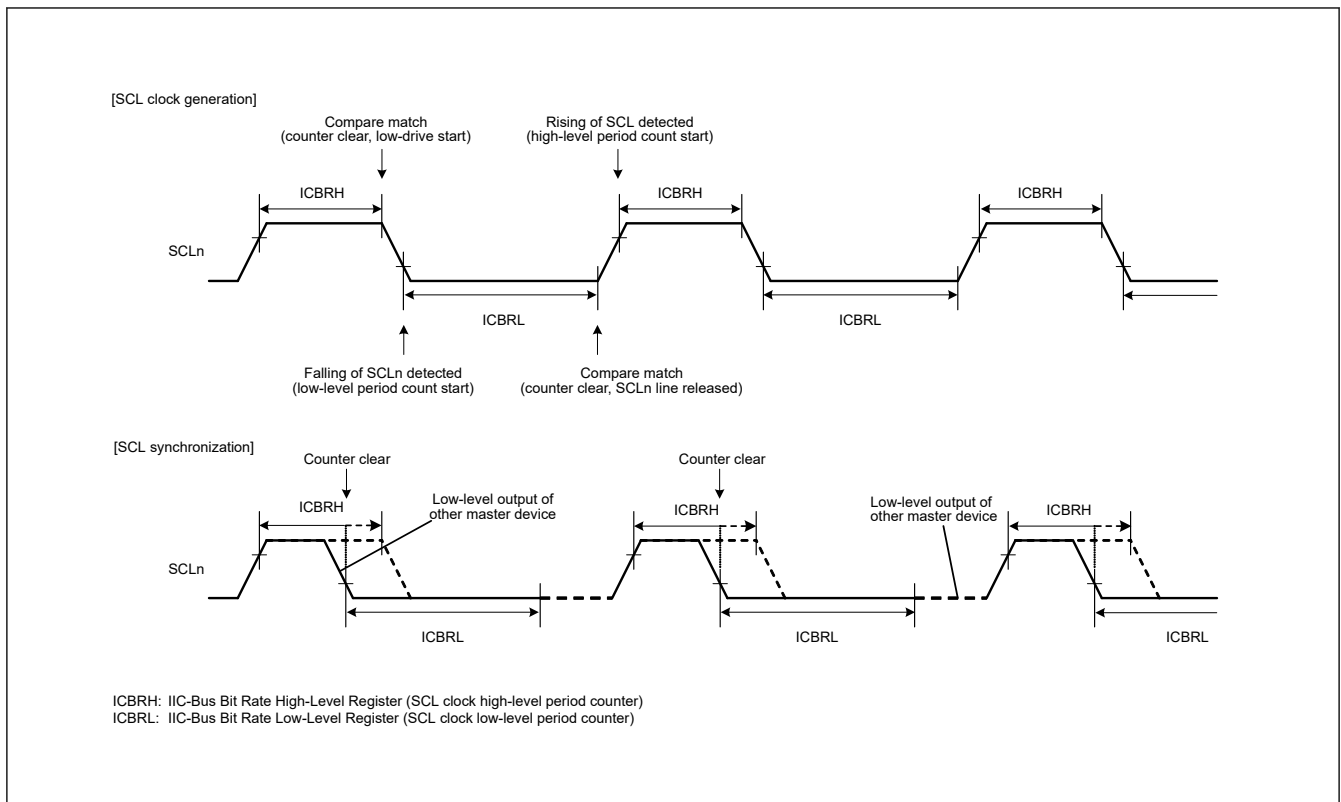 [SCL clock generation]
Compare match
(counter clear, low-drive start)
Rising of SCL detected
(high-level period count start)
ICBRH
ICBRH
ICBRH
SCLn
ICBRL
ICBRL
Falling of SCLn detected
(low-level period count start)
Compare match
(counter clear, SCLn line released)
[SCL synchronization]
Counter clear
Counter clear
ICBRH
Low-level output of
other master device
ICBRH
Low-level output of
other master device
ICBRH
SCLn
ICBRL
ICBRL
ICBRL
ICBRH: IIC-Bus Bit Rate High-Level Register (SCL clock high-level period counter)
ICBRL: IIC-Bus Bit Rate Low-Level Register (SCL clock low-level period counter)